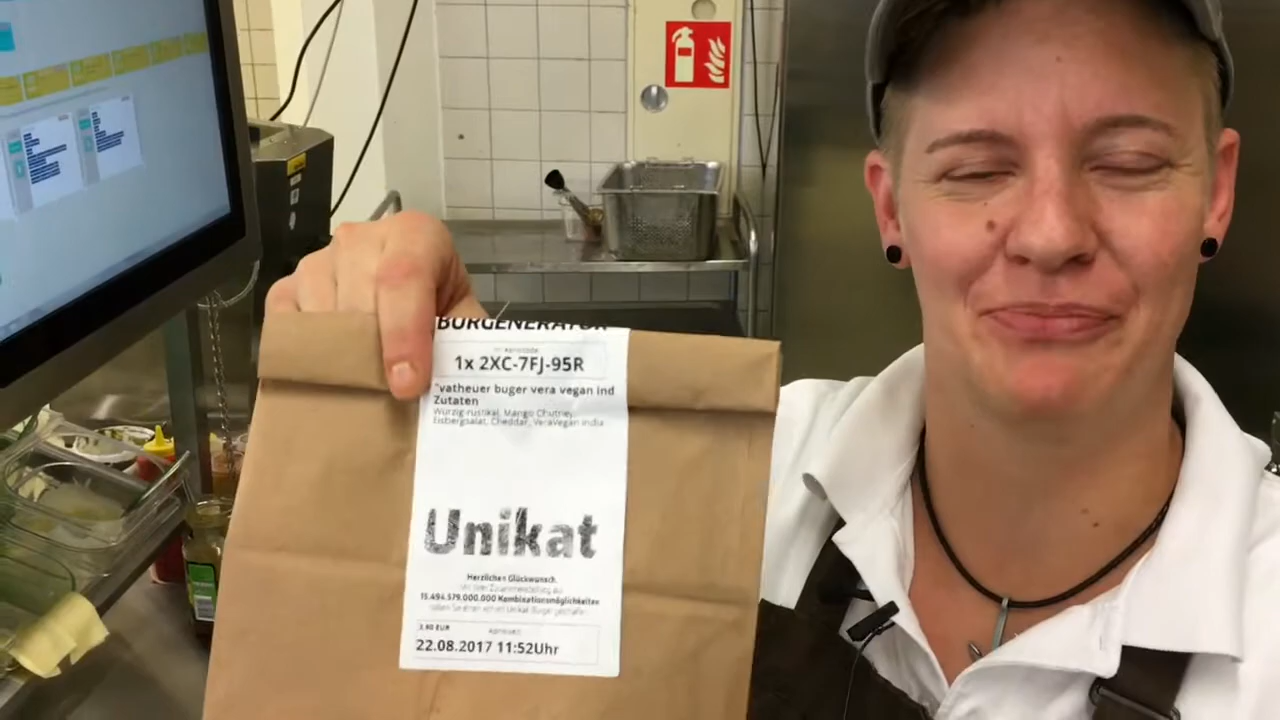 BURGENERATOR
1x 2XC-7FJ-95R
"vatheuer buger vera vegan ind
Zutaten
Würzig-rustikal, Mango Chutney,
Eisbergsalat, Cheddar, VeraVegan India
Unikat
Herzlichen Glückwunsch.
15.494.579.000.000 Kombinationsmöglichkeiten
3.90 EUR
22.08.2017 11:52Uhr